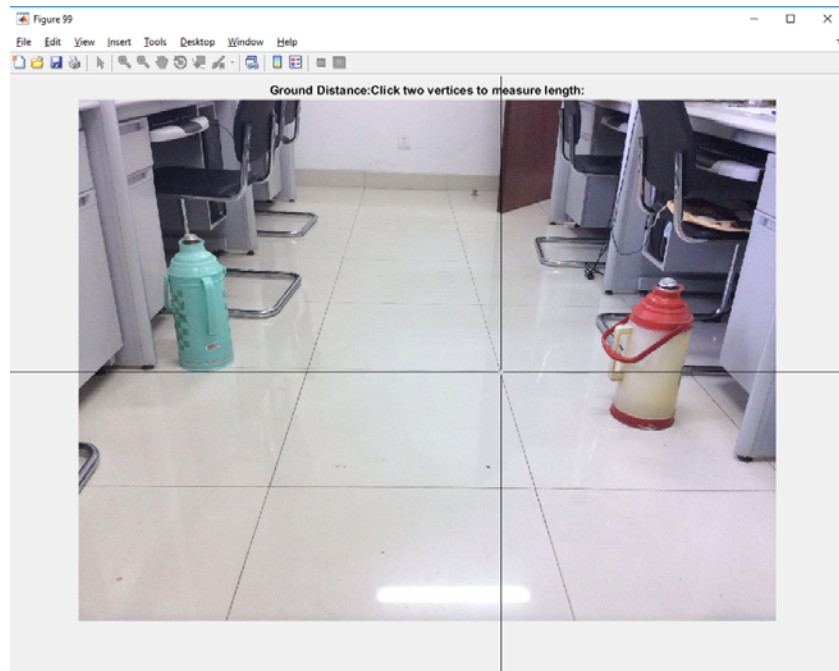 Figure 99
File Edit View Insert Tools Desktop Window Help
Ground Distance:Click two vertices to measure length: